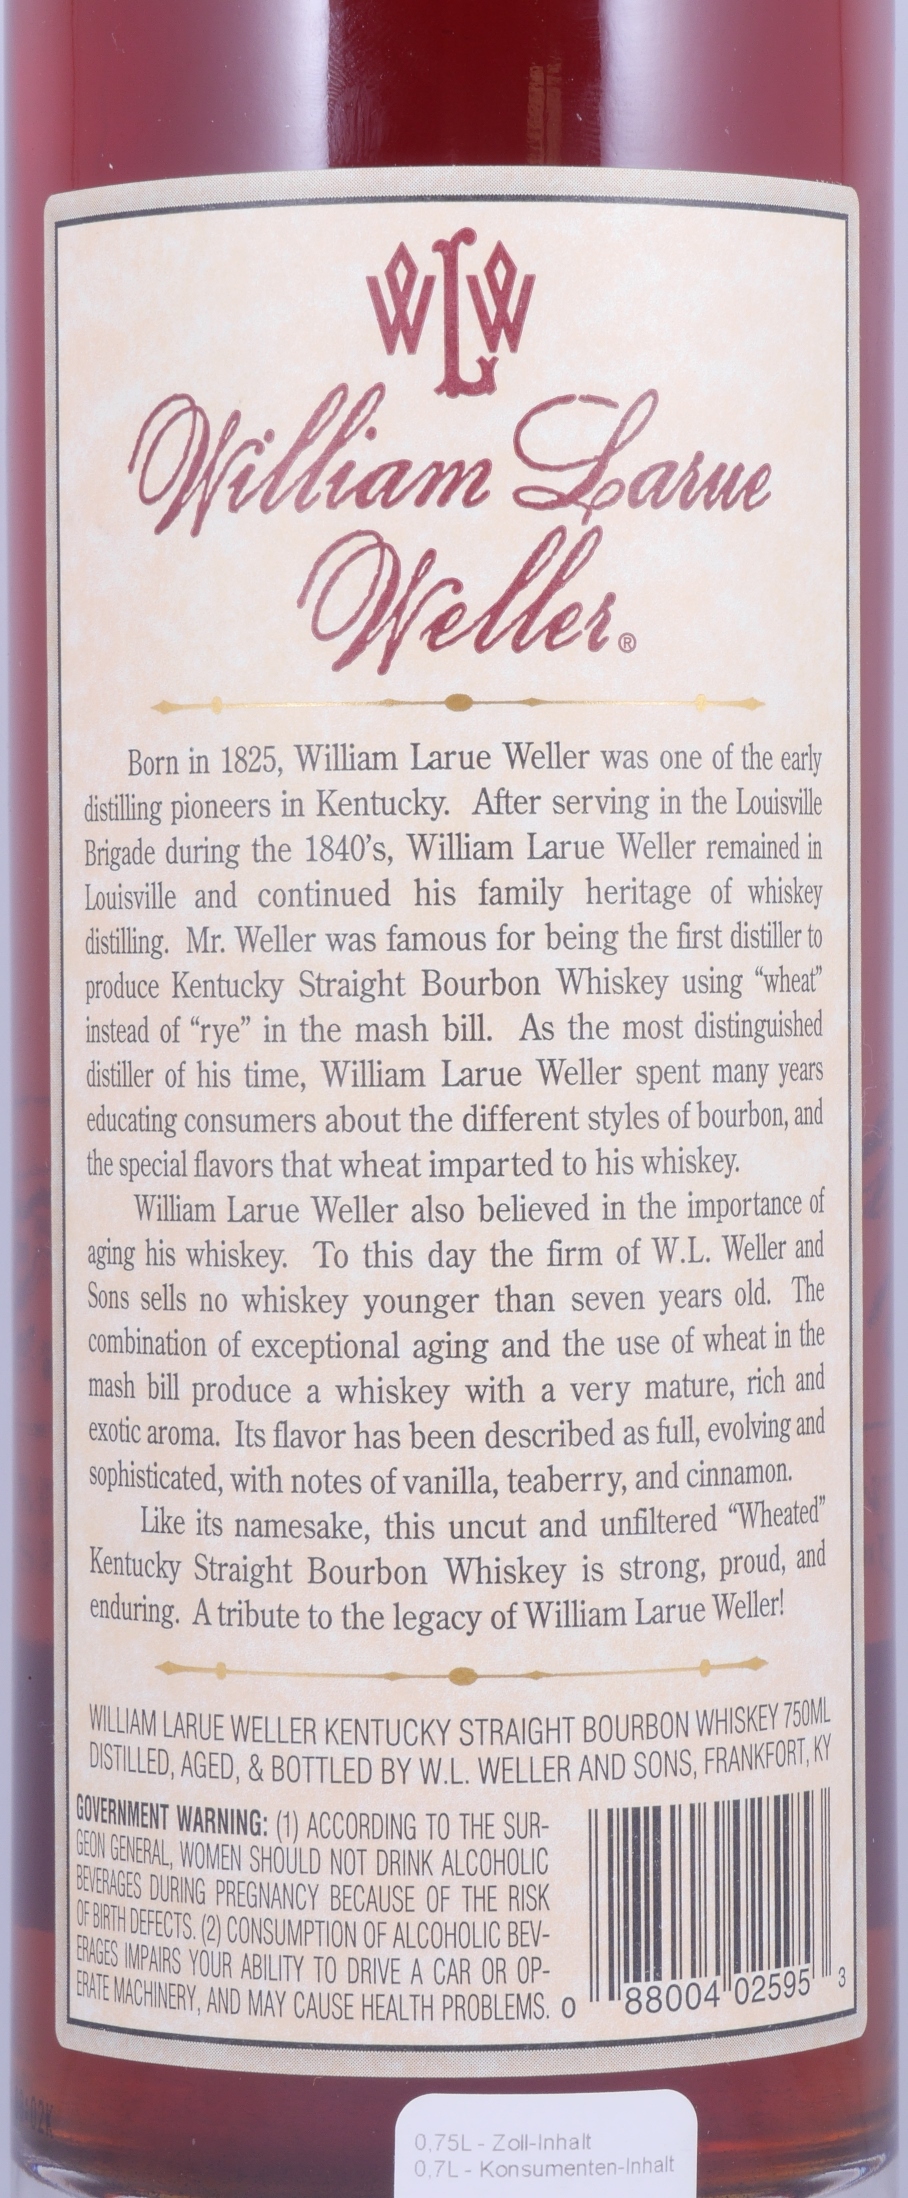 WLW
William Larue
Weller®
Born in 1825, William Larue Weller was one of the early
distilling pioneers in Kentucky. After serving in the Louisville
Brigade during the 1840's, William Larue Weller remained in
Louisville and continued his family heritage of whiskey
distilling. Mr. Weller was famous for being the first distiller to
produce Kentucky Straight Bourbon Whiskey using “wheat”
instead of “rye” in the mash bill. As the most distinguished
distiller of his time, William Larue Weller spent many years
educating consumers about the different styles of bourbon, and
the special flavors that wheat imparted to his whiskey.
William Larue Weller also believed in the importance of
aging his whiskey. To this day the firm of W.L. Weller and
Sons sells no whiskey younger than seven years old. The
combination of exceptional aging and the use of wheat in the
mash bill produce a whiskey with a very mature, rich and
exotic aroma. Its flavor has been described as full, evolving and
sophisticated, with notes of vanilla, teaberry, and cinnamon.
Like its namesake, this uncut and unfiltered “Wheated”
Kentucky Straight Bourbon Whiskey is strong, proud, and
enduring. A tribute to the legacy of William Larue Weller!
WILLIAM LARUE WELLER KENTUCKY STRAIGHT BOURBON WHISKEY 750ML
DISTILLED, AGED, & BOTTLED BY W.L. WELLER AND SONS, FRANKFORT, KY
GOVERNMENT WARNING: (1) ACCORDING TO THE SUR-
GEON GENERAL, WOMEN SHOULD NOT DRINK ALCOHOLIC
BEVERAGES DURING PREGNANCY BECAUSE OF THE RISK
OF BIRTH DEFECTS. (2) CONSUMPTION OF ALCOHOLIC BEV-
ERAGES IMPAIRS YOUR ABILITY TO DRIVE A CAR OR OP-
ERATE MACHINERY, AND MAY CAUSE HEALTH PROBLEMS.
0 88004 02595 3
0,75L - Zoll-Inhalt
0,7L - Konsumenten-Inhalt